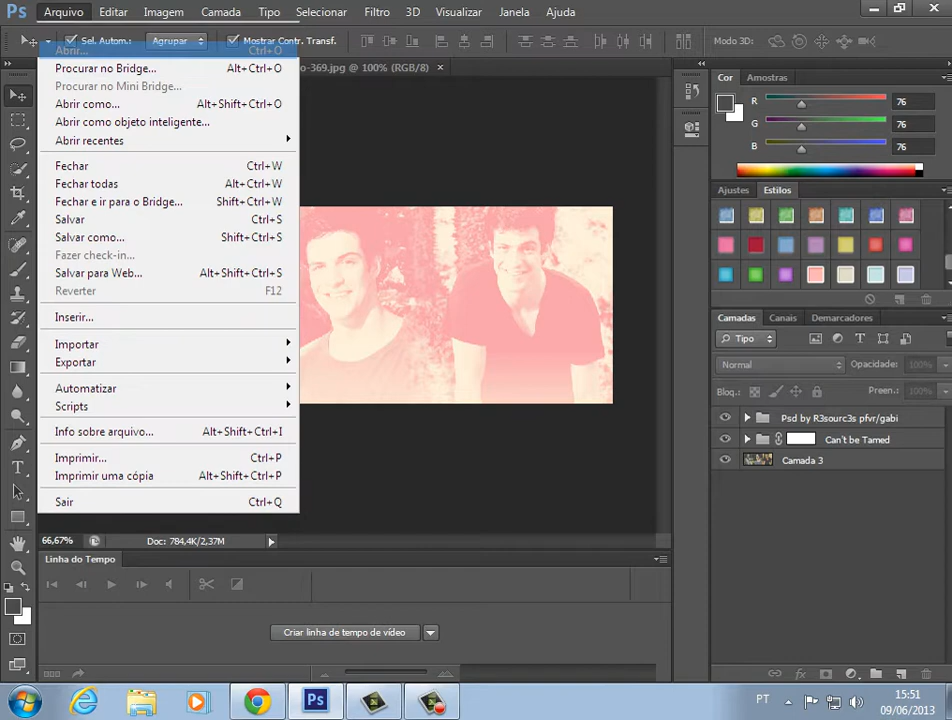 Ps Arquivo Editar Imagem Camada Tipo Selecionar Filtro 3D Visualizar Janela Ajuda
Sel. Autom.: Agrupar Mostrar Contr. Transf. Modo 3D:
Abrir... Ctrl+O
o-369.jpg @ 100% (RGB/8)
Procurar no Bridge... Alt+Ctrl+O
Procurar no Mini Bridge...
Abrir como... Alt+Shift+Ctrl+O
Abrir como objeto inteligente...
Abrir recentes
Fechar Ctrl+W
Fechar todas Alt+Ctrl+W
Fechar e ir para o Bridge... Shift+Ctrl+W
Salvar Ctrl+S
Salvar como... Shift+Ctrl+S
Fazer check-in...
Salvar para Web... Alt+Shift+Ctrl+S
Reverter F12
Inserir...
Importar
Exportar
Automatizar
Scripts
Info sobre arquivo... Alt+Shift+Ctrl+I
Imprimir... Ctrl+P
Imprimir uma cópia Alt+Shift+Ctrl+P
Sair Ctrl+Q
Cor Amostras
R 76
G 76
B 76
Ajustes Estilos
Camadas Canais Demarcadores
Tipo
Normal Opacidade: 100%
Bloq.: Preen.: 100%
Psd by R3sourc3s pfvr/gabi
Can't be Tamed
Camada 3
66,67% Doc: 784,4K/2,37M
Linha do Tempo
Criar linha de tempo de vídeo
Ps PT 15:51
09/06/2013